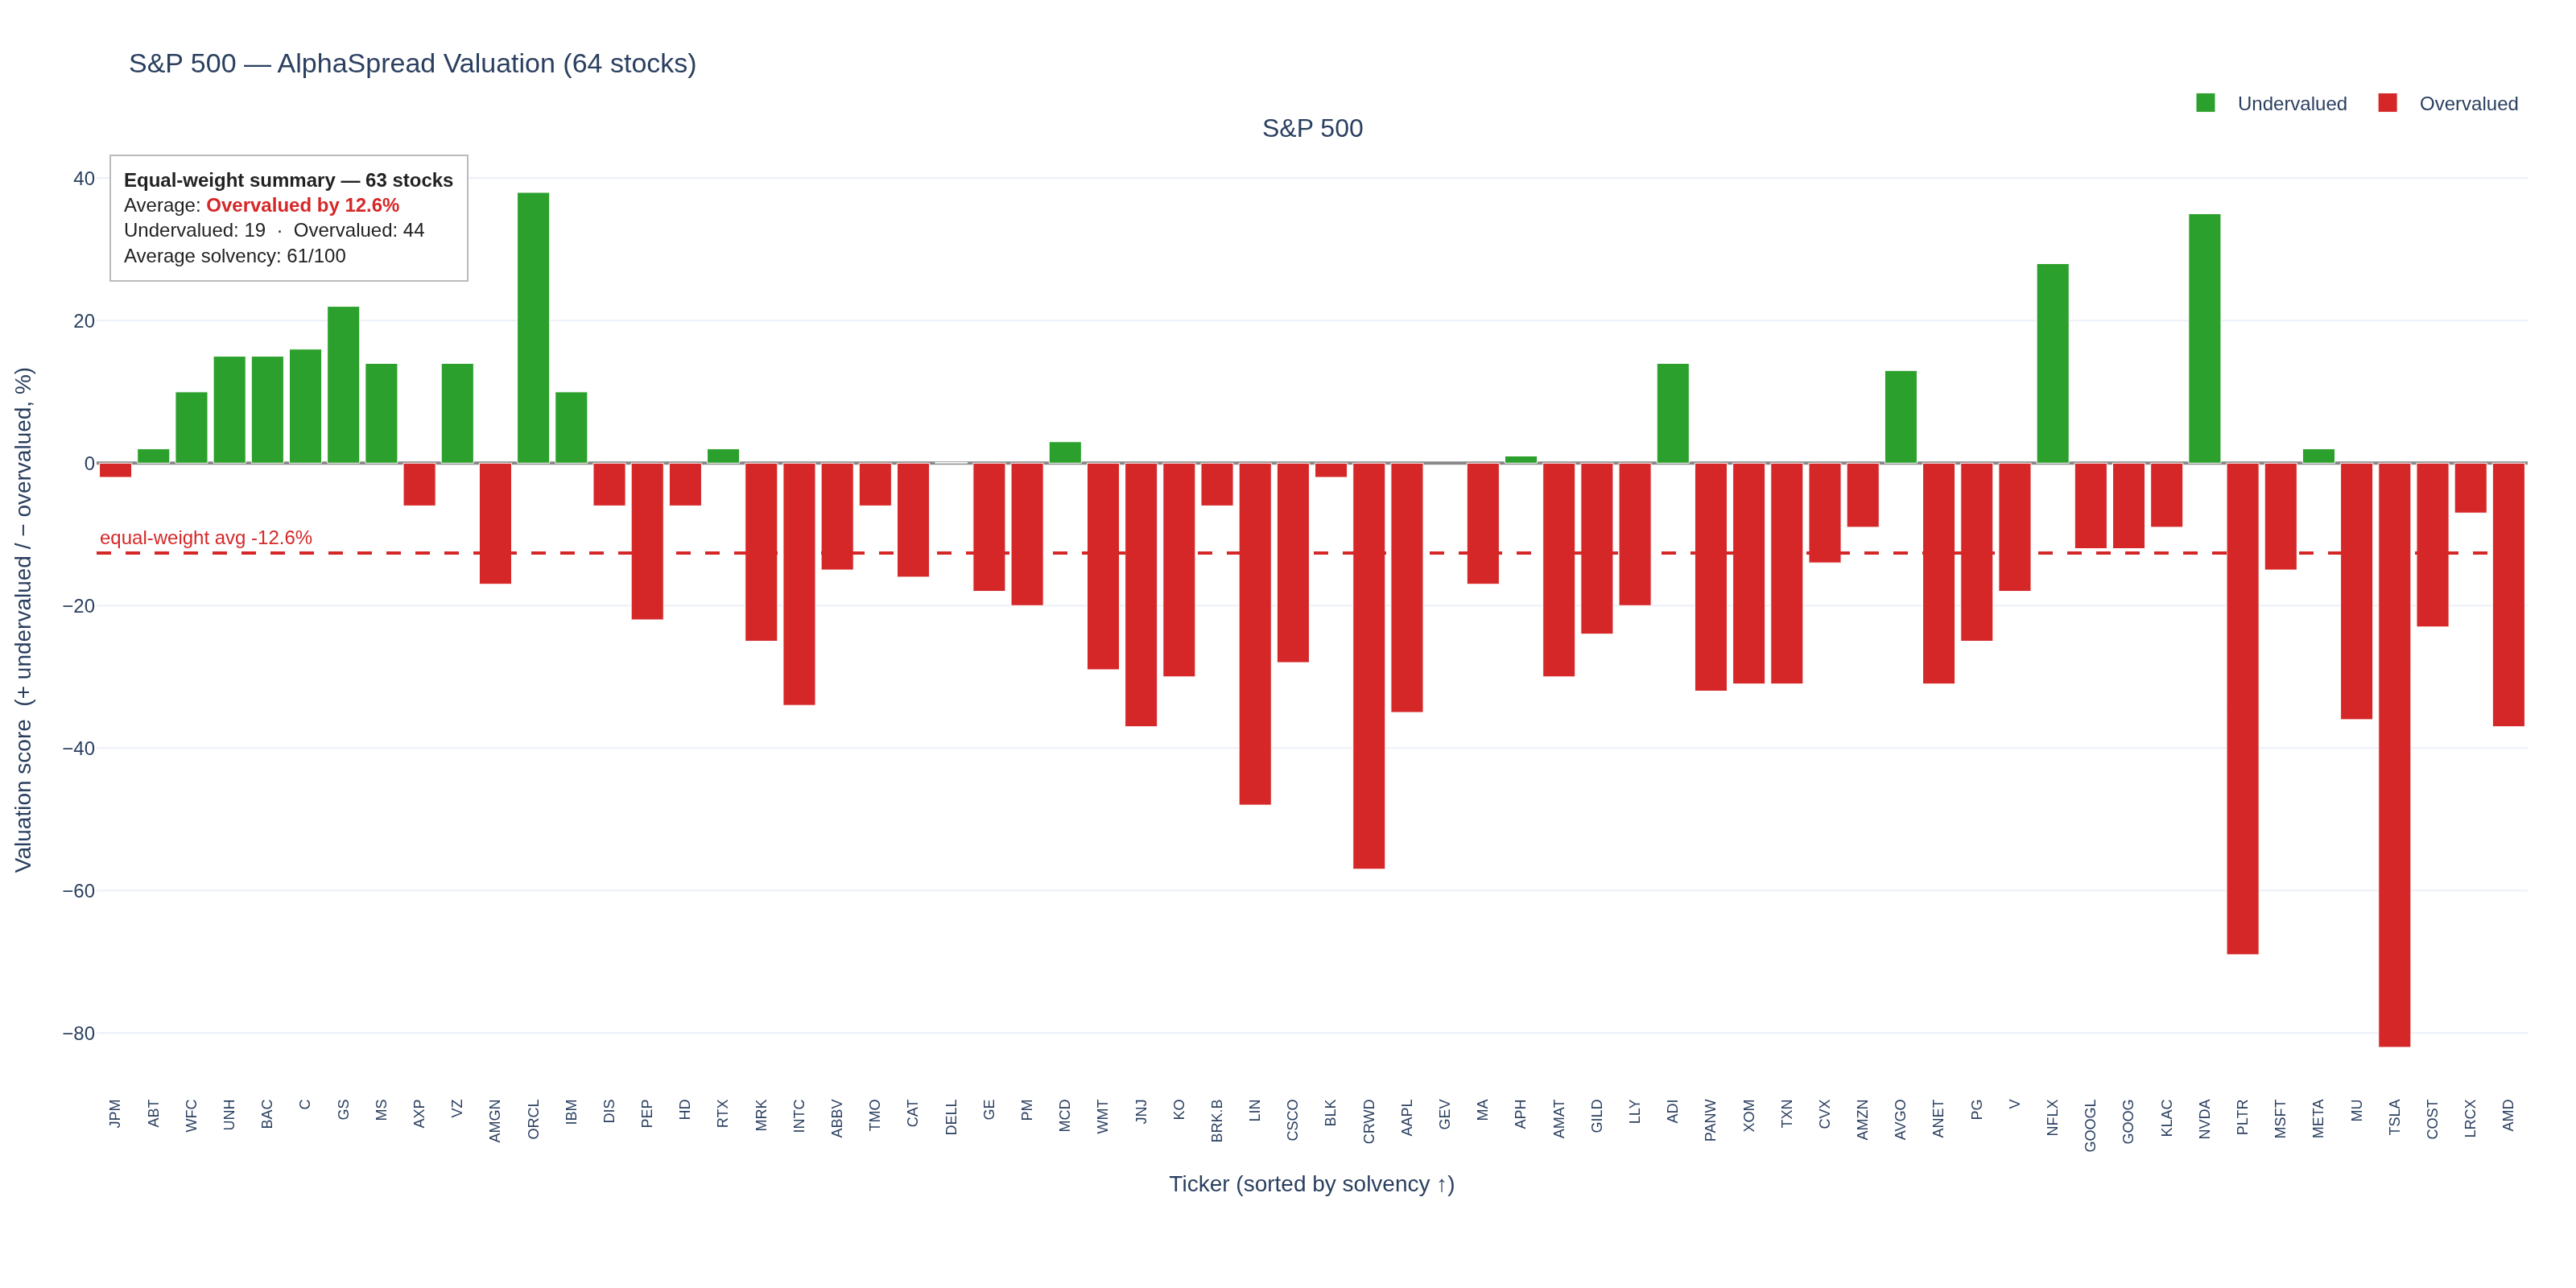 S&P 500 — AlphaSpread Valuation (64 stocks)
Undervalued
Overvalued
S&P 500
Equal-weight summary — 63 stocks
Average: Overvalued by 12.6%
Undervalued: 19 · Overvalued: 44
Average solvency: 61/100
40
20
0
−20
−40
−60
−80
equal-weight avg -12.6%
Valuation score (+ undervalued / − overvalued, %)
JPM
ABT
WFC
UNH
BAC
C
GS
MS
AXP
VZ
AMGN
ORCL
IBM
DIS
PEP
HD
RTX
MRK
INTC
ABBV
TMO
CAT
DELL
GE
PM
MCD
WMT
JNJ
KO
BRK.B
LIN
CSCO
BLK
CRWD
AAPL
GEV
MA
APH
AMAT
GILD
LLY
ADI
PANW
XOM
TXN
CVX
AMZN
AVGO
ANET
PG
V
NFLX
GOOGL
GOOG
KLAC
NVDA
PLTR
MSFT
META
MU
TSLA
COST
LRCX
AMD
Ticker (sorted by solvency ↑)